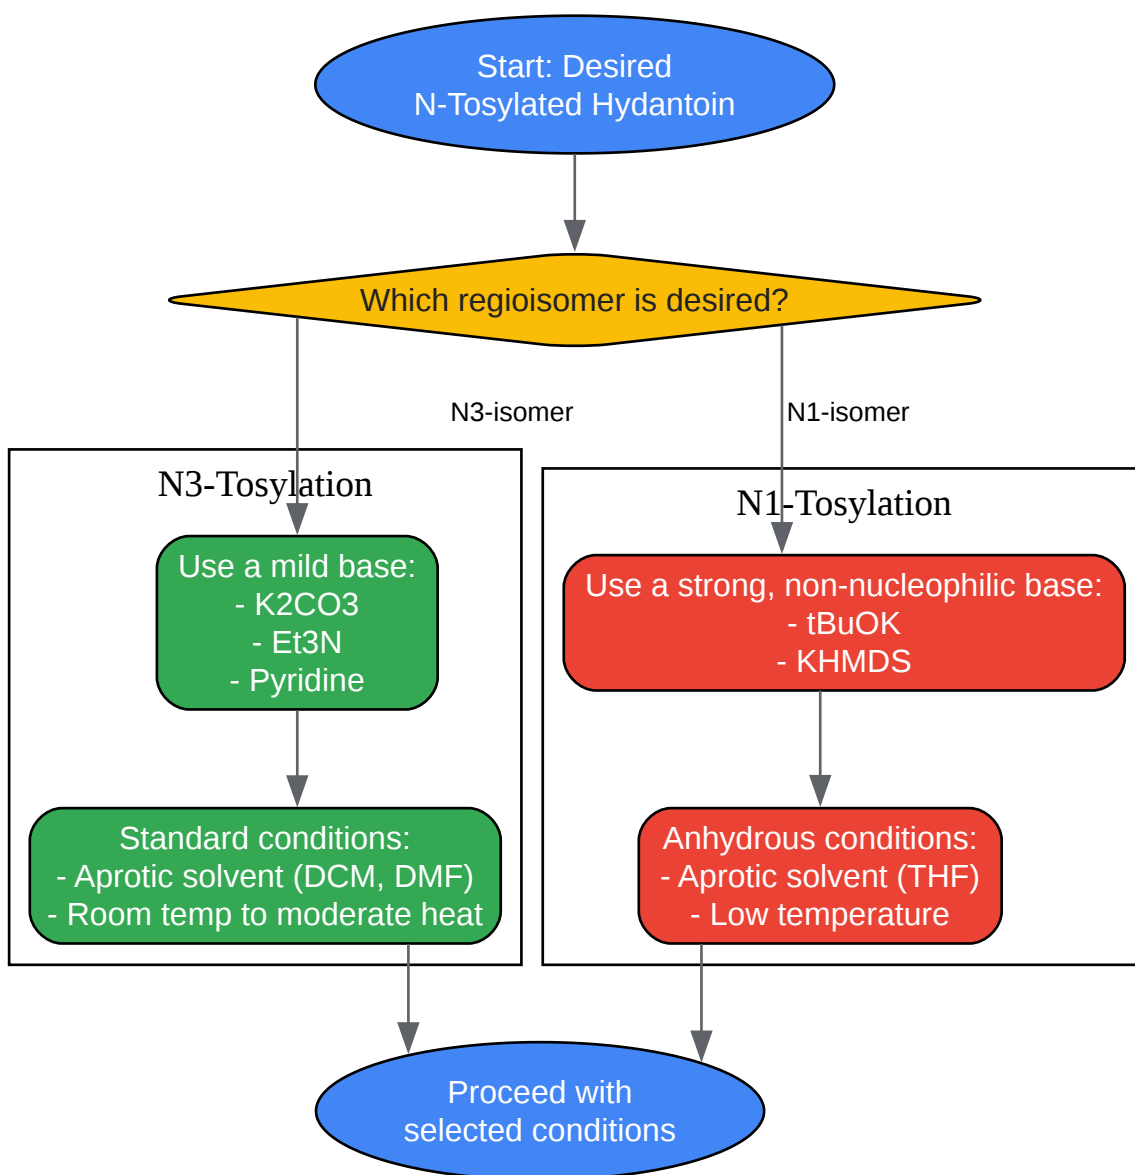 Start: Desired
N-Tosylated Hydantoin
Which regioisomer is desired?
N3-isomer
N1-isomer
N3-Tosylation
Use a mild base:
- K2CO3
- Et3N
- Pyridine
Standard conditions:
- Aprotic solvent (DCM, DMF)
- Room temp to moderate heat
N1-Tosylation
Use a strong, non-nucleophilic base:
- tBuOK
- KHMDS
Anhydrous conditions:
- Aprotic solvent (THF)
- Low temperature
Proceed with
selected conditions